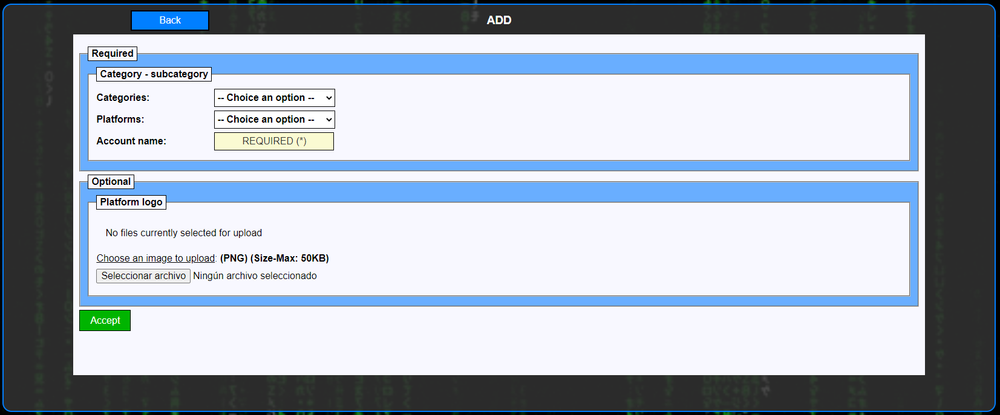 Back
ADD
Required
Category - subcategory
Categories: -- Choice an option --
Platforms: -- Choice an option --
Account name: REQUIRED (*)
Optional
Platform logo
No files currently selected for upload
Choose an image to upload: (PNG) (Size-Max: 50KB)
Seleccionar archivo Ningún archivo seleccionado
Accept